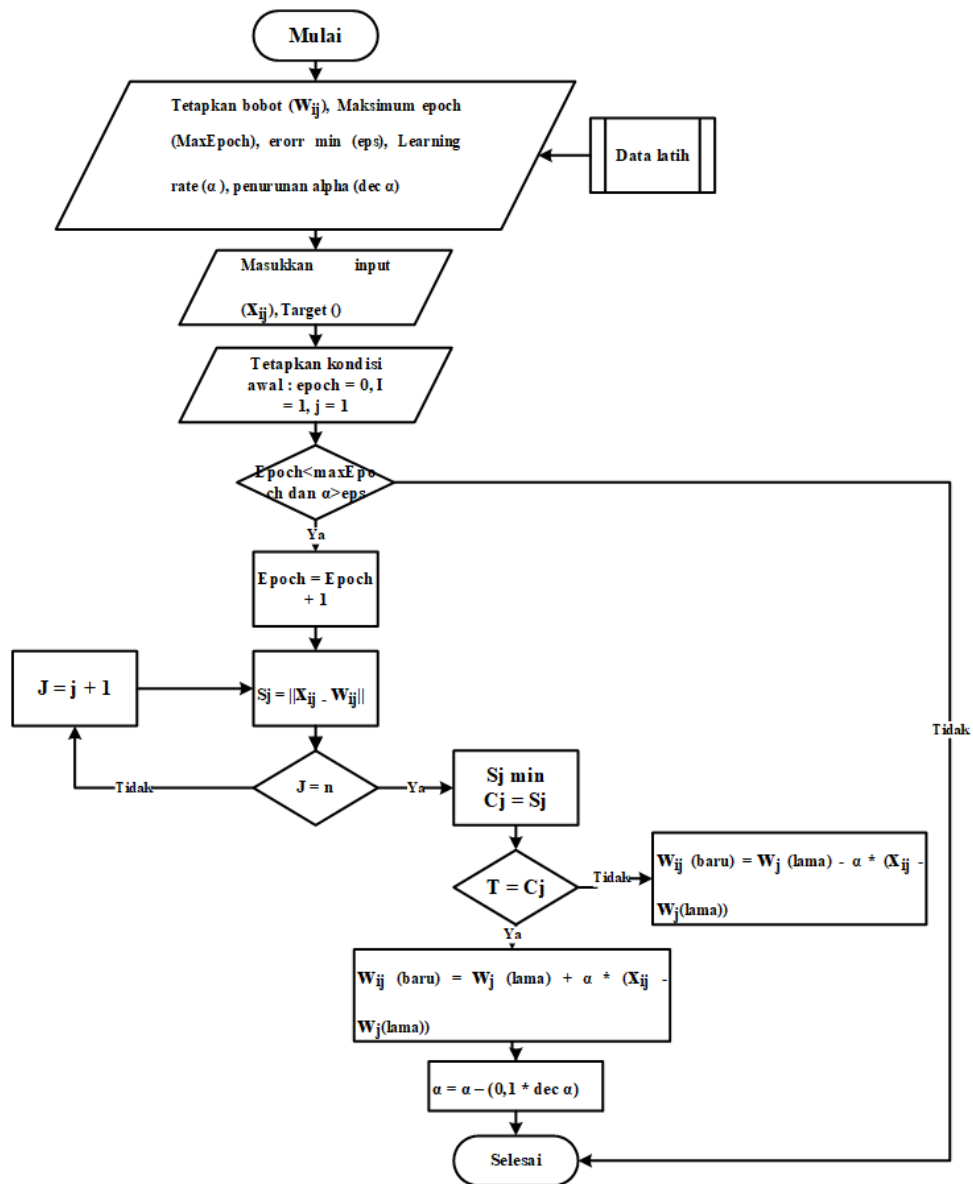 Mulai
Tetapkan bobot (Wij), Maksimum epoch
(MaxEpoch), erorr min (eps), Learning
rate (α ), penurunan alpha (dec α)
Data latih
Masukkan input
(Xij), Target ()
Tetapkan kondisi
awal : epoch = 0, I
= 1, j = 1
Epoch<maxEpo
ch dan α>eps
Ya
Tidak
Epoch = Epoch
+ 1
J = j + 1
Sj = ||Xij - Wij||
J = n
Tidak
Ya
Sj min
Cj = Sj
T = Cj
Tidak
Wij (baru) = Wj (lama) - α * (Xij -
Wj(lama))
Ya
Wij (baru) = Wj (lama) + α * (Xij -
Wj(lama))
α = α – (0,1 * dec α)
Selesai